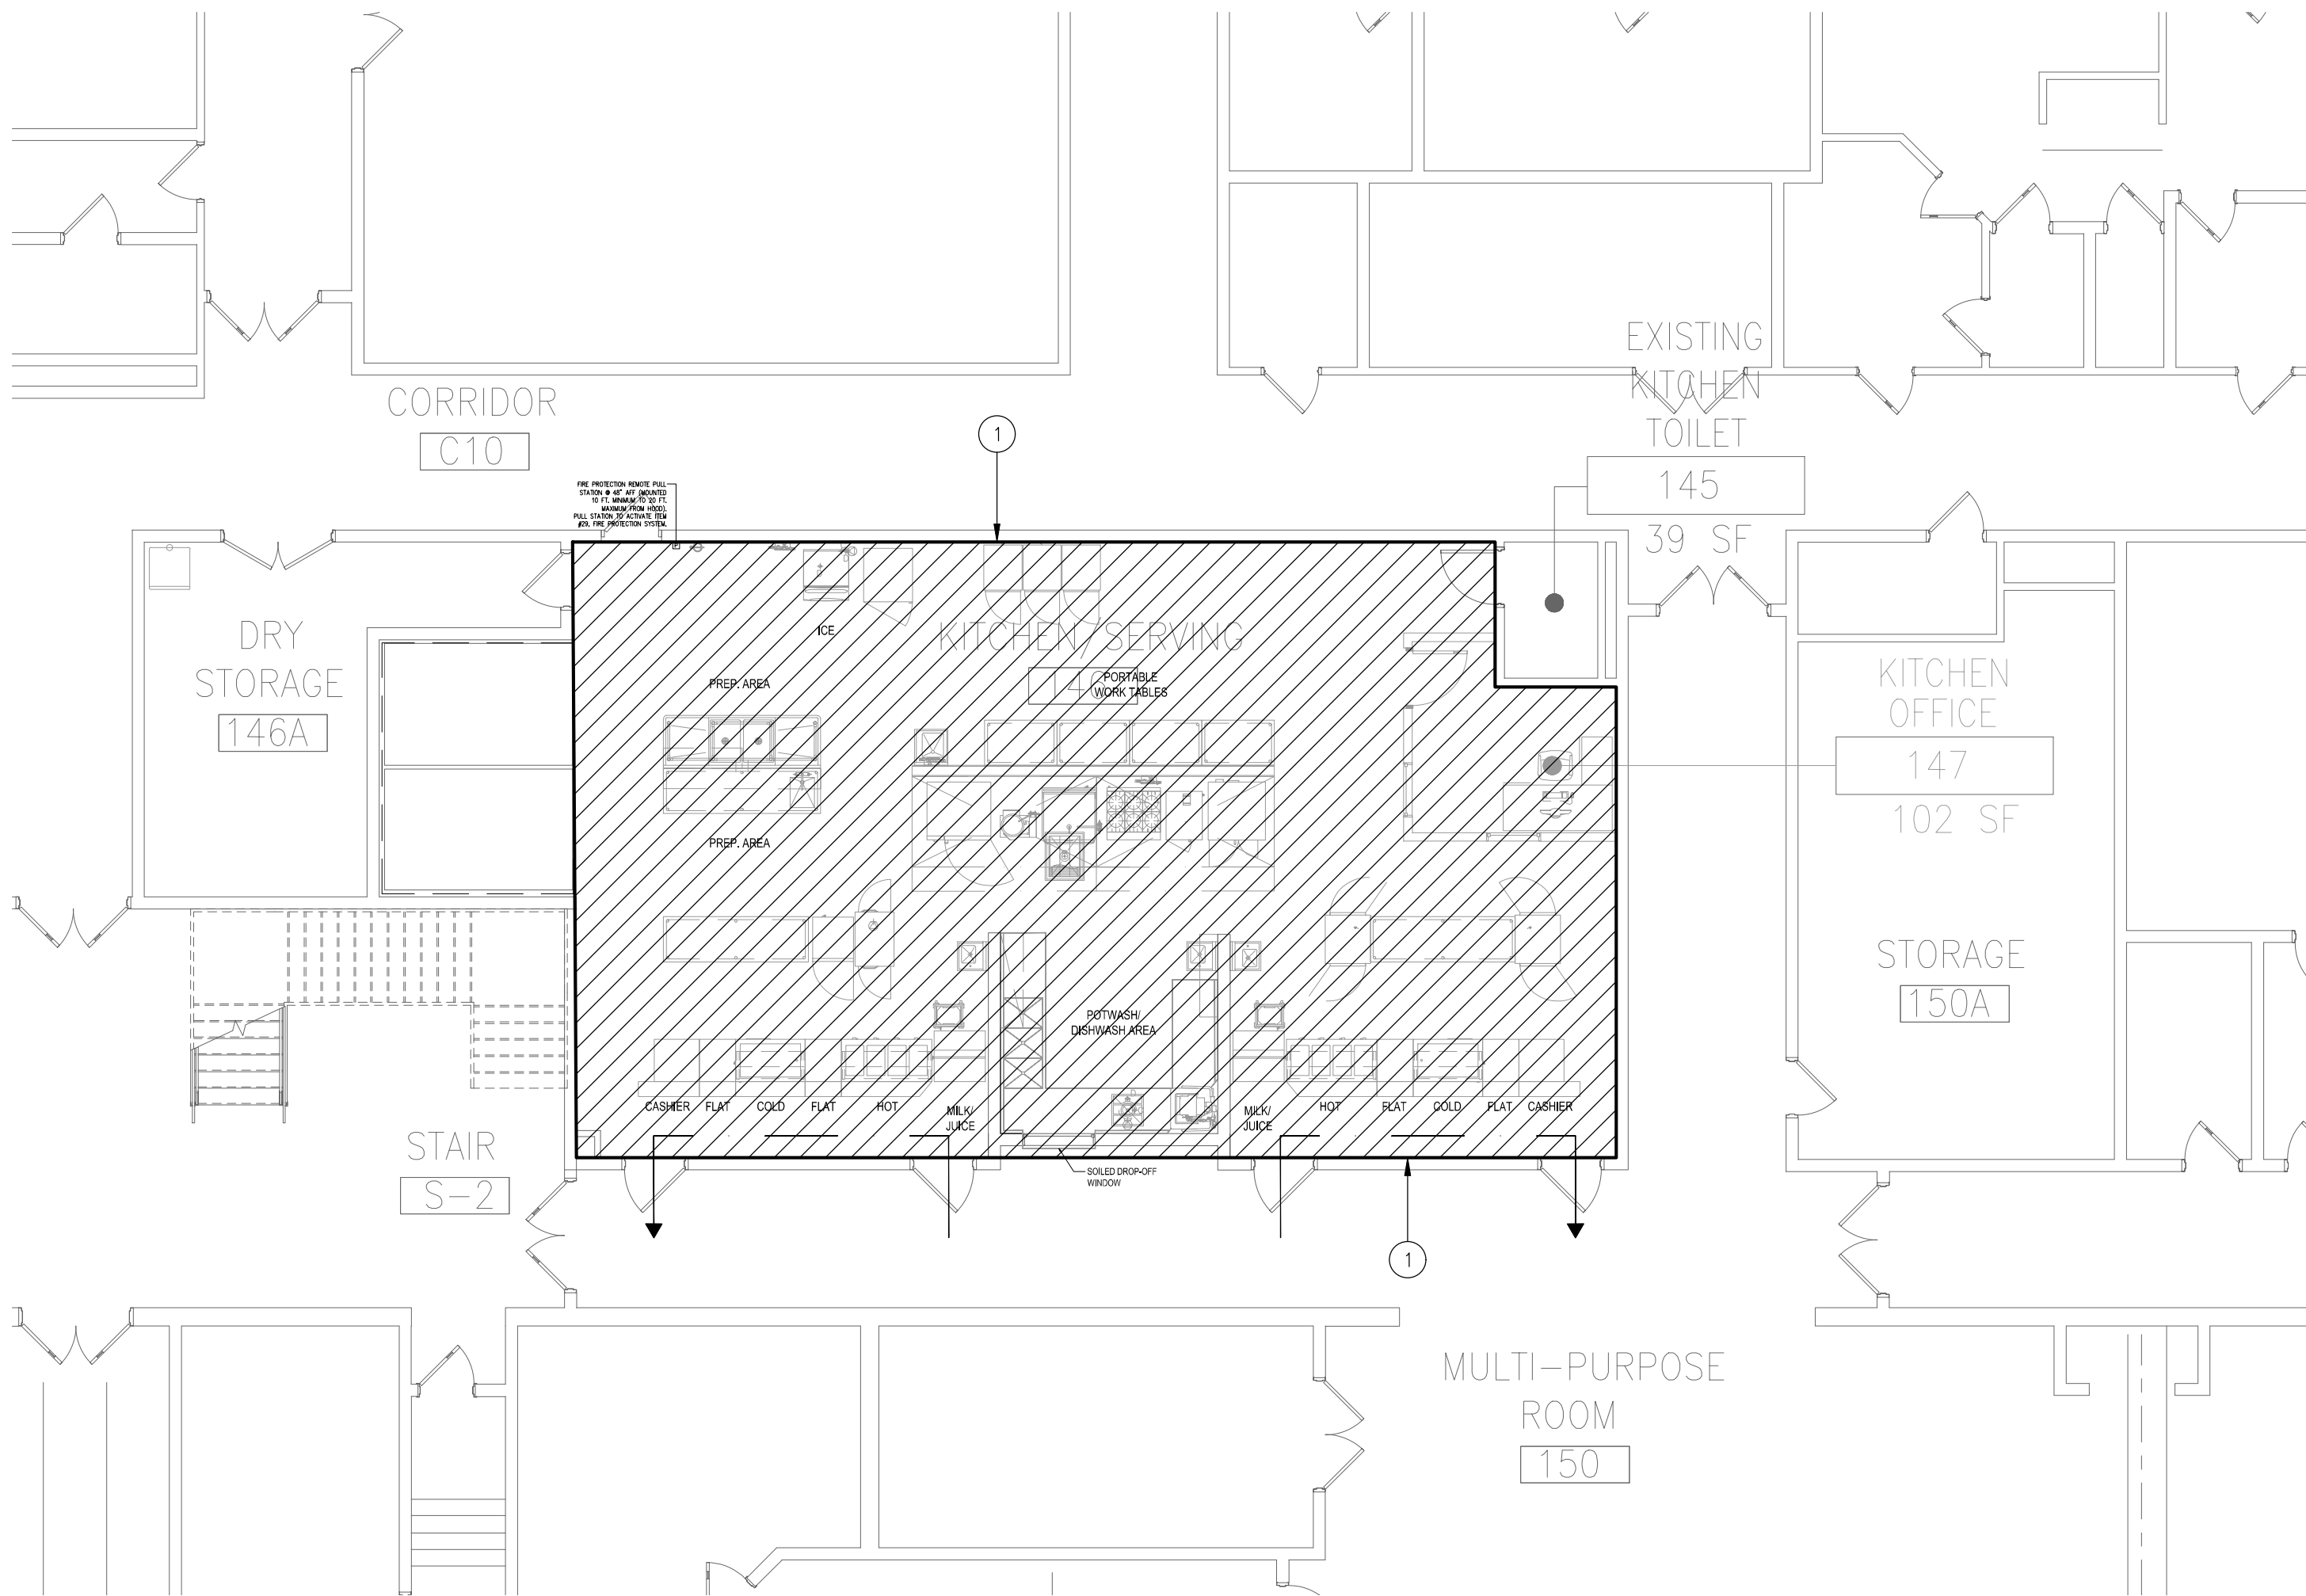 EXISTING
KITCHEN
TOILET
145
39 SF
CORRIDOR
C10
1
FIRE PROTECTION REMOTE PULL
STATION @ 48" AFF (MOUNTED
10 FT. MINIMUM TO 20 FT.
MAXIMUM FROM HOOD).
PULL STATION TO ACTIVATE ITEM
#29, FIRE PROTECTION SYSTEM.
DRY
STORAGE
146A
ICE
KITCHEN/SERVING
146
PREP. AREA
PORTABLE
WORK TABLES
KITCHEN
OFFICE
147
102 SF
PREP. AREA
STORAGE
150A
POTWASH/
DISHWASH AREA
CASHIER
FLAT
COLD
FLAT
HOT
MILK/
JUICE
MILK/
JUICE
HOT
FLAT
COLD
FLAT
CASHIER
STAIR
S-2
SOILED DROP-OFF
WINDOW
1
MULTI-PURPOSE
ROOM
150